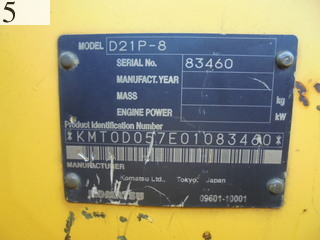 5
MODEL D21P-8
SERIAL No. 83460
MANUFACT.YEAR
MASS kg
ENGINE POWER kW
Product Identification Number
*KMT0D057E01083460*
MANUFACTURER
Komatsu Ltd., Tokyo, Japan
KOMATSU 09601-10001